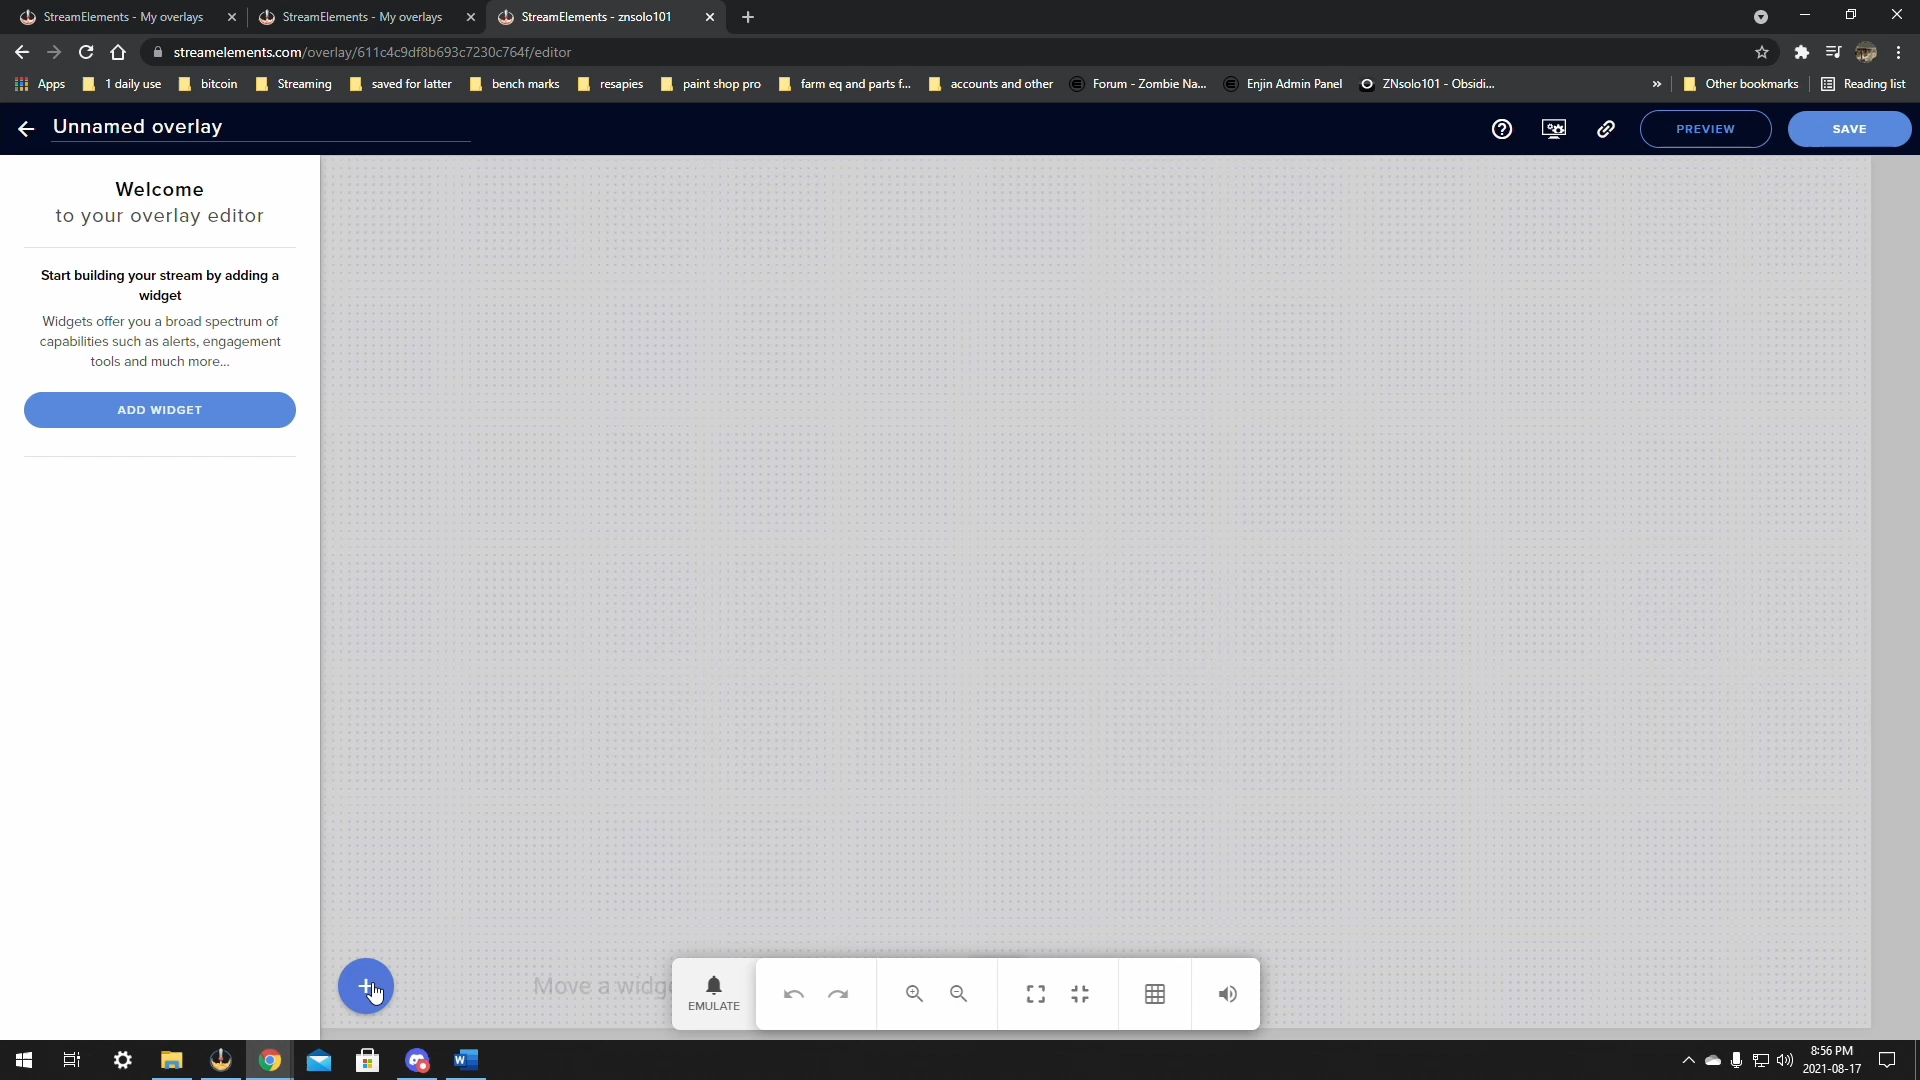 StreamElements - My overlays
StreamElements - My overlays
StreamElements - znsolo101
streamelements.com/overlay/611c4c9df8b693c7230c764f/editor
Apps
1 daily use
bitcoin
Streaming
saved for latter
bench marks
resapies
paint shop pro
farm eq and parts f...
accounts and other
Forum - Zombie Na...
Enjin Admin Panel
ZNsolo101 - Obsidi...
»
Other bookmarks
Reading list
Unnamed overlay
PREVIEW
SAVE
Welcome
to your overlay editor
Start building your stream by adding a
widget
Widgets offer you a broad spectrum of
capabilities such as alerts, engagement
tools and much more...
ADD WIDGET
Move a widg
EMULATE
8:56 PM
2021-08-17